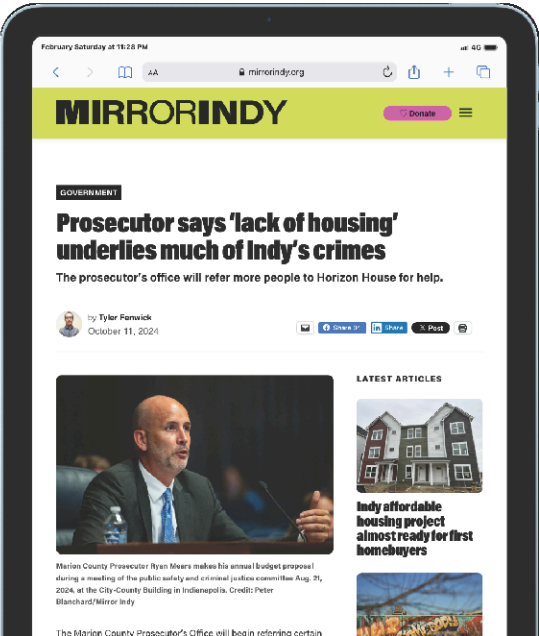 February Saturday at 11:28 PM
4G
AA
mirrorindy.org
MIRRORINDY
Donate
GOVERNMENT
Prosecutor says ‘lack of housing’
underlies much of Indy’s crimes
The prosecutor’s office will refer more people to Horizon House for help.
by Tyler Fenwick
October 11, 2024
Share
in Share
X Post
LATEST ARTICLES
Marion County Prosecutor Ryan Mears makes his annual budget proposal
during a meeting of the public safety and criminal justice committee Aug. 21,
2024, at the City-County Building in Indianapolis. Credit: Peter
Blanchard/Mirror Indy
Indy affordable
housing project
almost ready for first
homebuyers
The Marion County Prosecutor’s Office will begin referring certain